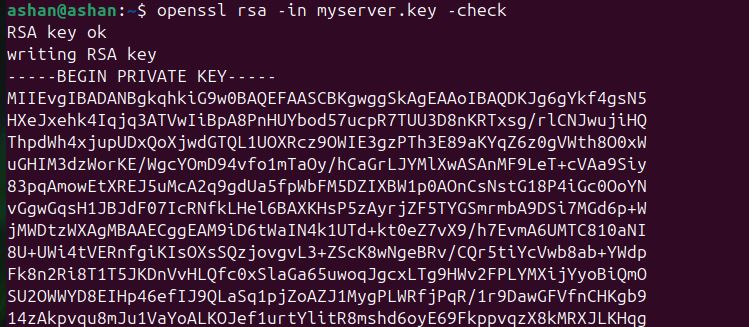 ashan@ashan:~$ openssl rsa -in myserver.key -check
RSA key ok
writing RSA key
-----BEGIN PRIVATE KEY-----
MIIEvgIBADANBgkqhkiG9w0BAQEFAASCBKgwggSkAgEAAoIBAQDKJg6gYkf4gsN5
HXeJxehk4Iqjq3ATVwIiBpA8PnHUYbod57ucpR7TUU3D8nKRTxsg/rlCNJwujiHQ
ThpdWh4xjupUDxQoXjwdGTQL1UOXRcz9OWIE3gzPTh3E89aKYqZ6z0gVWth8O0xW
uGHIM3dzWorKE/WgcYOmD94vfo1mTaOy/hCaGrLJYMlXwASAnMF9LeT+cVAa9Siy
83pqAmowEtXREJ5uMcA2q9gdUa5fpWbFM5DZIXBW1p0AOnCsNstG18P4iGc0OoYN
vGgwGqsH1JBJdF07IcRNfkLHel6BAXKHsP5zAyrjZF5TYGSmrmbA9DSi7MGd6p+W
jMWDtzWXAgMBAAECggEAM9iD6tWaIN4k1UTd+kt0eZ7vX9/h7EvmA6UMTC810aNI
8U+UWi4tVERnfgiKIsOXsSQzjovgvL3+ZScK8wNgeBRv/CQr5tiYcVwb8ab+YWdp
Fk8n2Ri8T1T5JKDnVvHLQfc0xSlaGa65uwoqJgcxLTg9HWv2FPLYMXijYyoBiQmO
SU2OWWYD8EIHp46efIJ9QLaSq1pjZoAZJ1MygPLWRfjPqR/1r9DawGFVfnCHKgb9
14zAkpvqu8mJu1VaYoALKOJef1urtYlitR8mshd6oyE69FkppvqzX8kMRXJLKHqg